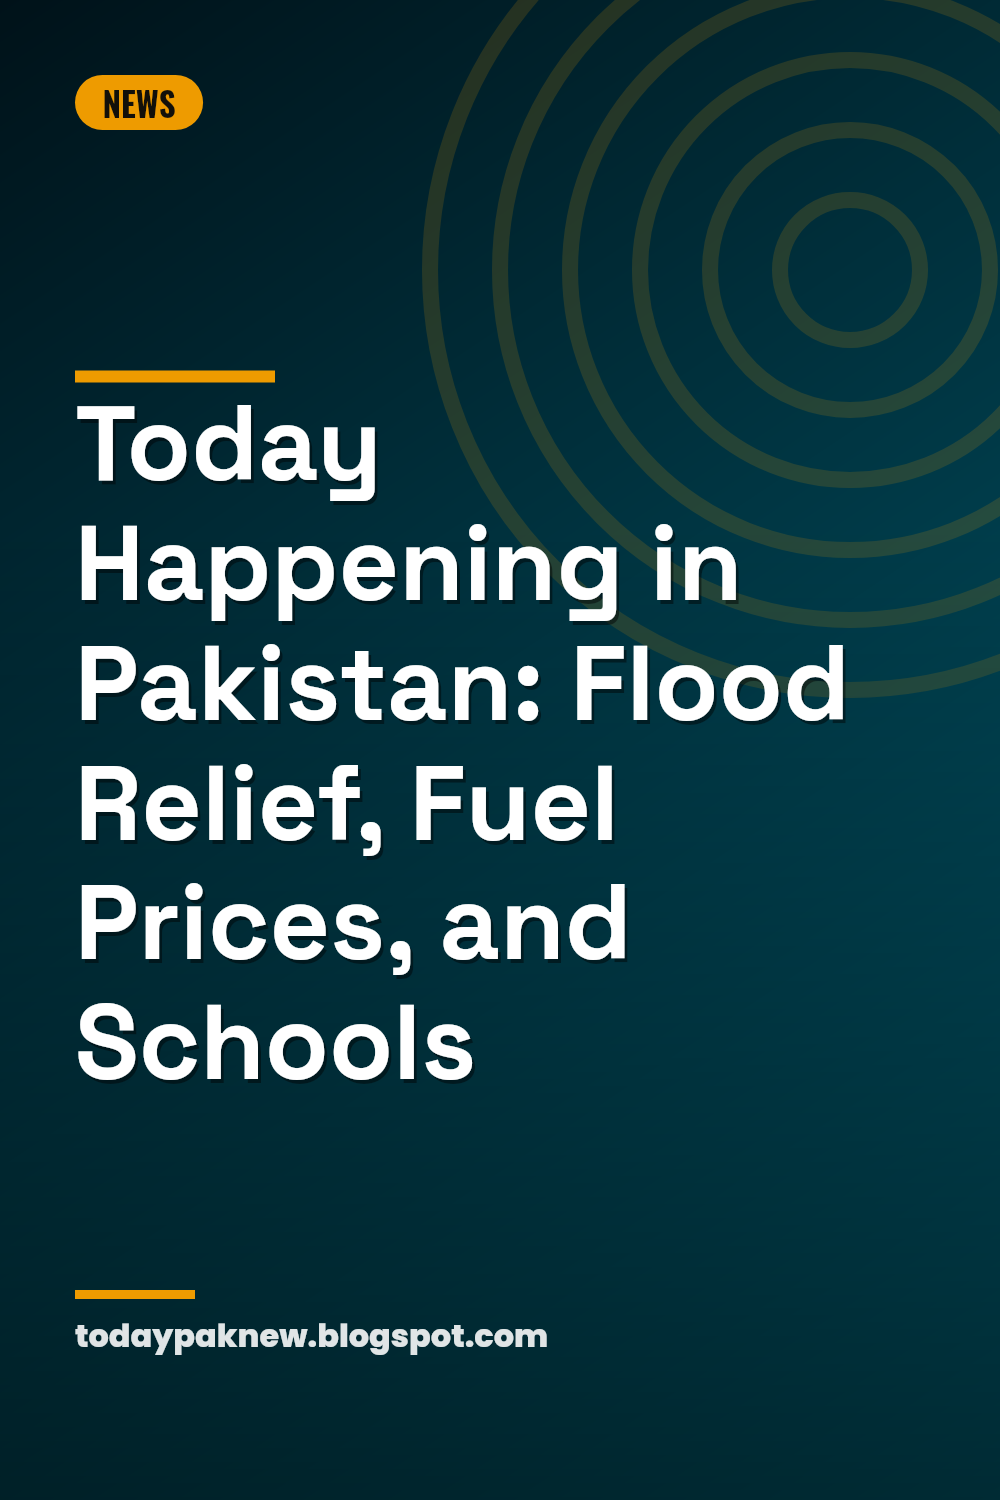 NEWS
Today
Happening in
Pakistan: Flood
Relief, Fuel
Prices, and
Schools
todaypaknew.blogspot.com